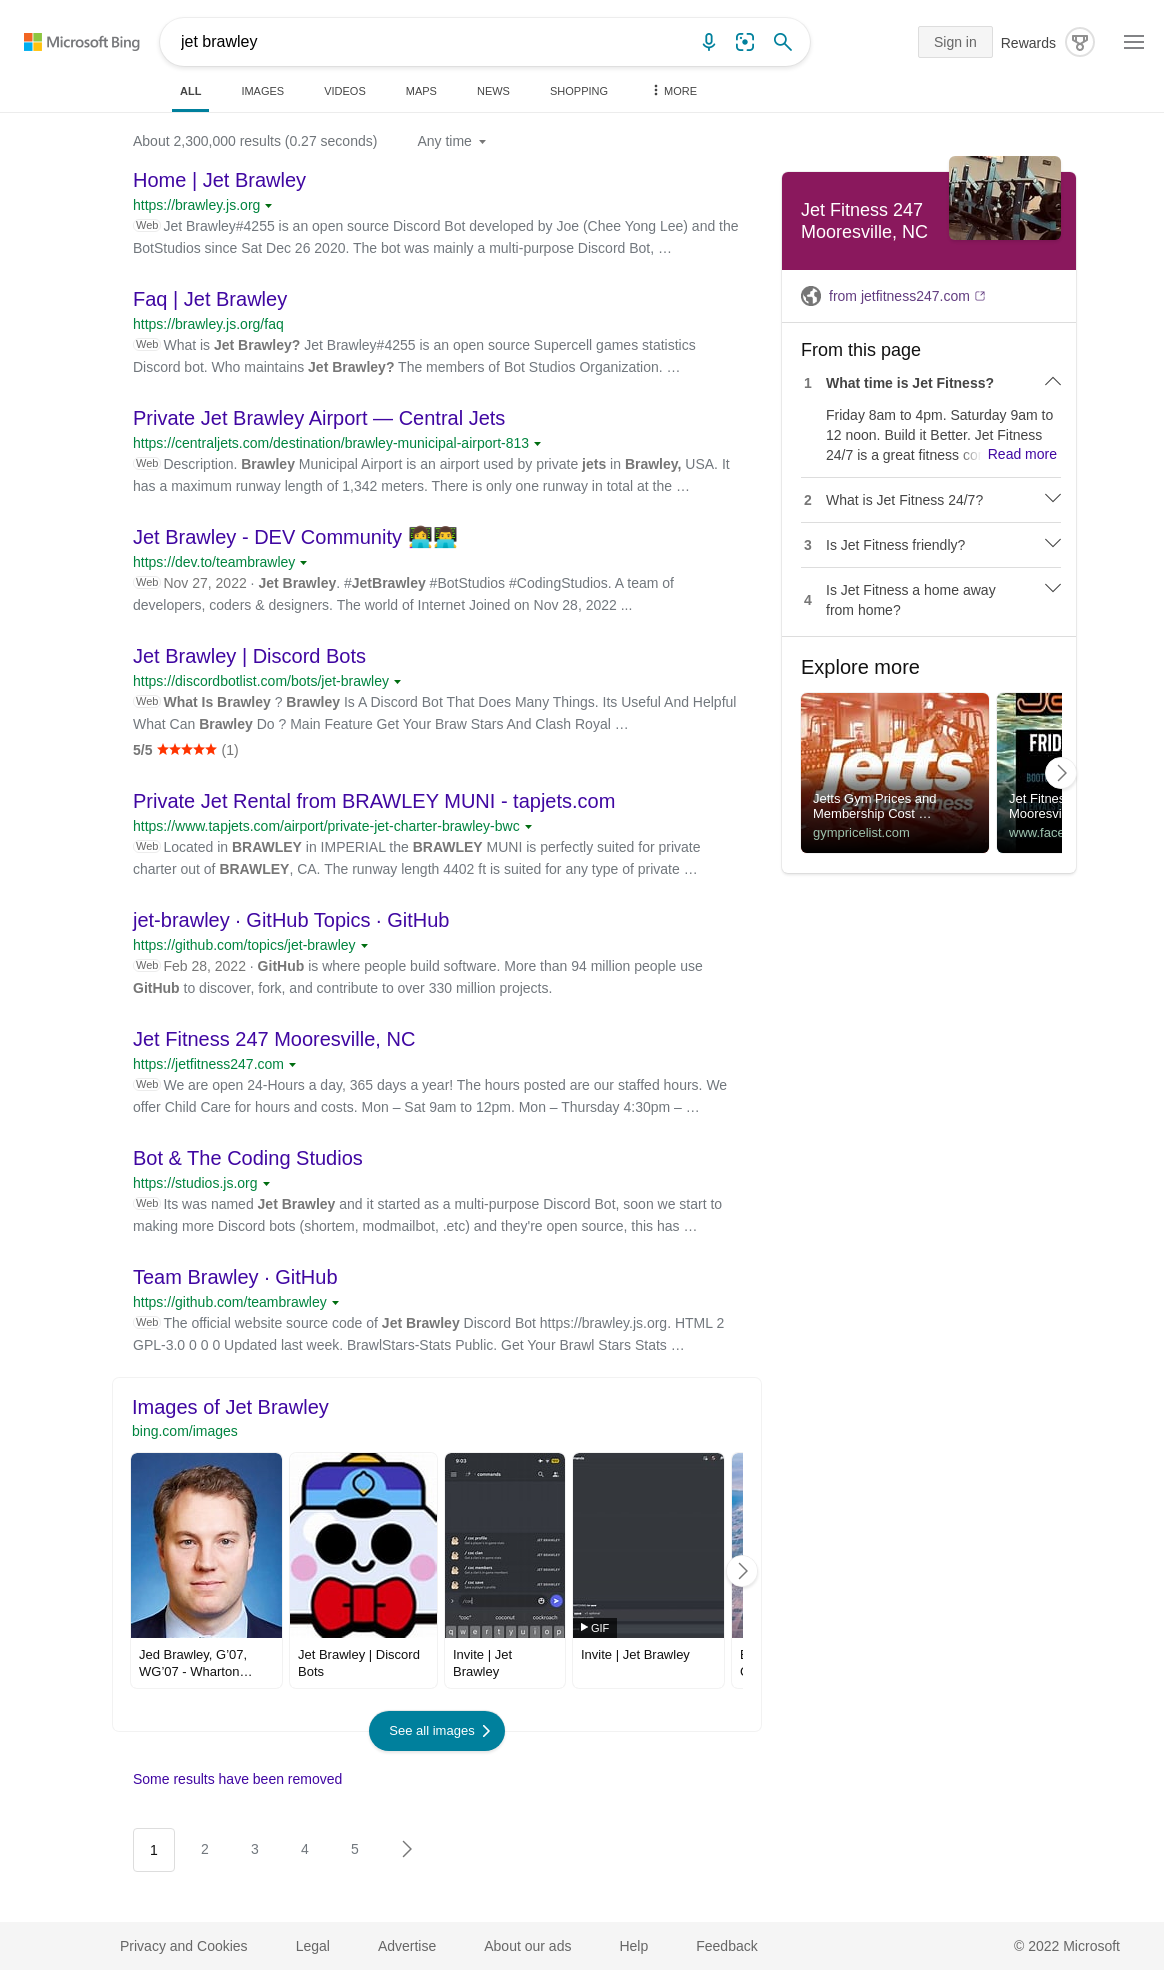 Microsoft Bing
jet brawley
Sign in
Rewards
ALL
IMAGES
VIDEOS
MAPS
NEWS
SHOPPING
MORE
About 2,300,000 results (0.27 seconds)
Any time
Home | Jet Brawley
https://brawley.js.org
Web Jet Brawley#4255 is an open source Discord Bot developed by Joe (Chee Yong Lee) and the
BotStudios since Sat Dec 26 2020. The bot was mainly a multi-purpose Discord Bot, …
Faq | Jet Brawley
https://brawley.js.org/faq
Web What is Jet Brawley? Jet Brawley#4255 is an open source Supercell games statistics
Discord bot. Who maintains Jet Brawley? The members of Bot Studios Organization. …
Private Jet Brawley Airport — Central Jets
https://centraljets.com/destination/brawley-municipal-airport-813
Web Description. Brawley Municipal Airport is an airport used by private jets in Brawley, USA. It
has a maximum runway length of 1,342 meters. There is only one runway in total at the …
Jet Brawley - DEV Community 👩‍💻👨‍💻
https://dev.to/teambrawley
Web Nov 27, 2022 · Jet Brawley. #JetBrawley #BotStudios #CodingStudios. A team of
developers, coders & designers. The world of Internet Joined on Nov 28, 2022 ...
Jet Brawley | Discord Bots
https://discordbotlist.com/bots/jet-brawley
Web What Is Brawley ? Brawley Is A Discord Bot That Does Many Things. Its Useful And Helpful
What Can Brawley Do ? Main Feature Get Your Braw Stars And Clash Royal …
5/5 ★★★★★ (1)
Private Jet Rental from BRAWLEY MUNI - tapjets.com
https://www.tapjets.com/airport/private-jet-charter-brawley-bwc
Web Located in BRAWLEY in IMPERIAL the BRAWLEY MUNI is perfectly suited for private
charter out of BRAWLEY, CA. The runway length 4402 ft is suited for any type of private …
jet-brawley · GitHub Topics · GitHub
https://github.com/topics/jet-brawley
Web Feb 28, 2022 · GitHub is where people build software. More than 94 million people use
GitHub to discover, fork, and contribute to over 330 million projects.
Jet Fitness 247 Mooresville, NC
https://jetfitness247.com
Web We are open 24-Hours a day, 365 days a year! The hours posted are our staffed hours. We
offer Child Care for hours and costs. Mon – Sat 9am to 12pm. Mon – Thursday 4:30pm – …
Bot & The Coding Studios
https://studios.js.org
Web Its was named Jet Brawley and it started as a multi-purpose Discord Bot, soon we start to
making more Discord bots (shortem, modmailbot, .etc) and they're open source, this has …
Team Brawley · GitHub
https://github.com/teambrawley
Web The official website source code of Jet Brawley Discord Bot https://brawley.js.org. HTML 2
GPL-3.0 0 0 0 Updated last week. BrawlStars-Stats Public. Get Your Brawl Stars Stats …
Images of Jet Brawley
bing.com/images
9:03
commands
/ coc profile
JET BRAWLEY
/ coc clan
JET BRAWLEY
/ coc members
JET BRAWLEY
/ coc save
JET BRAWLEY
/coc
"coc"
coconut
cockroach
q w e r t y u i o p
GIF
Jed Brawley, G'07,
WG'07 - Wharton…
Jet Brawley | Discord
Bots
Invite | Jet
Brawley
Invite | Jet Brawley
See all images
Some results have been removed
1
2
3
4
5
Jet Fitness 247
Mooresville, NC
from jetfitness247.com
From this page
1 What time is Jet Fitness?
Friday 8am to 4pm. Saturday 9am to
12 noon. Build it Better. Jet Fitness
24/7 is a great fitness Read more
2 What is Jet Fitness 24/7?
3 Is Jet Fitness friendly?
4 Is Jet Fitness a home away
from home?
Explore more
jetts
24 hour fitness
Jetts Gym Prices and
Membership Cost …
gympricelist.com
FRID
Jet Fitnes
Mooresvi
www.face
Privacy and Cookies
Legal
Advertise
About our ads
Help
Feedback
© 2022 Microsoft